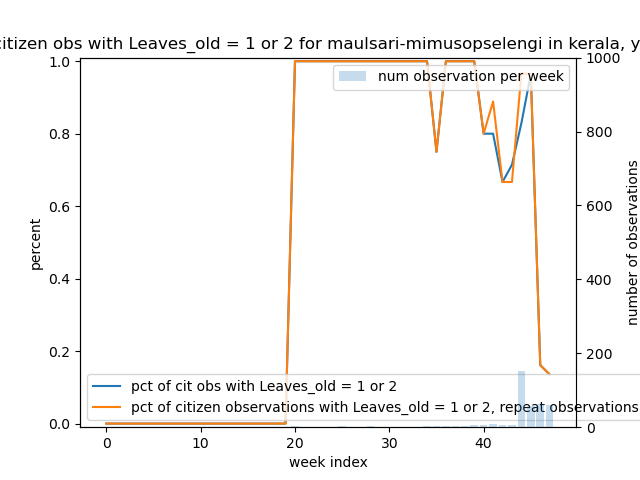 citizen obs with Leaves_old = 1 or 2 for maulsari-mimusopselengi in kerala, y
num observation per week
1.0
0.8
0.6
0.4
0.2
0.0
percent
1000
800
600
400
200
0
number of observations
pct of cit obs with Leaves_old = 1 or 2
pct of citizen observations with Leaves_old = 1 or 2, repeat observations
0 10 20 30 40
week index